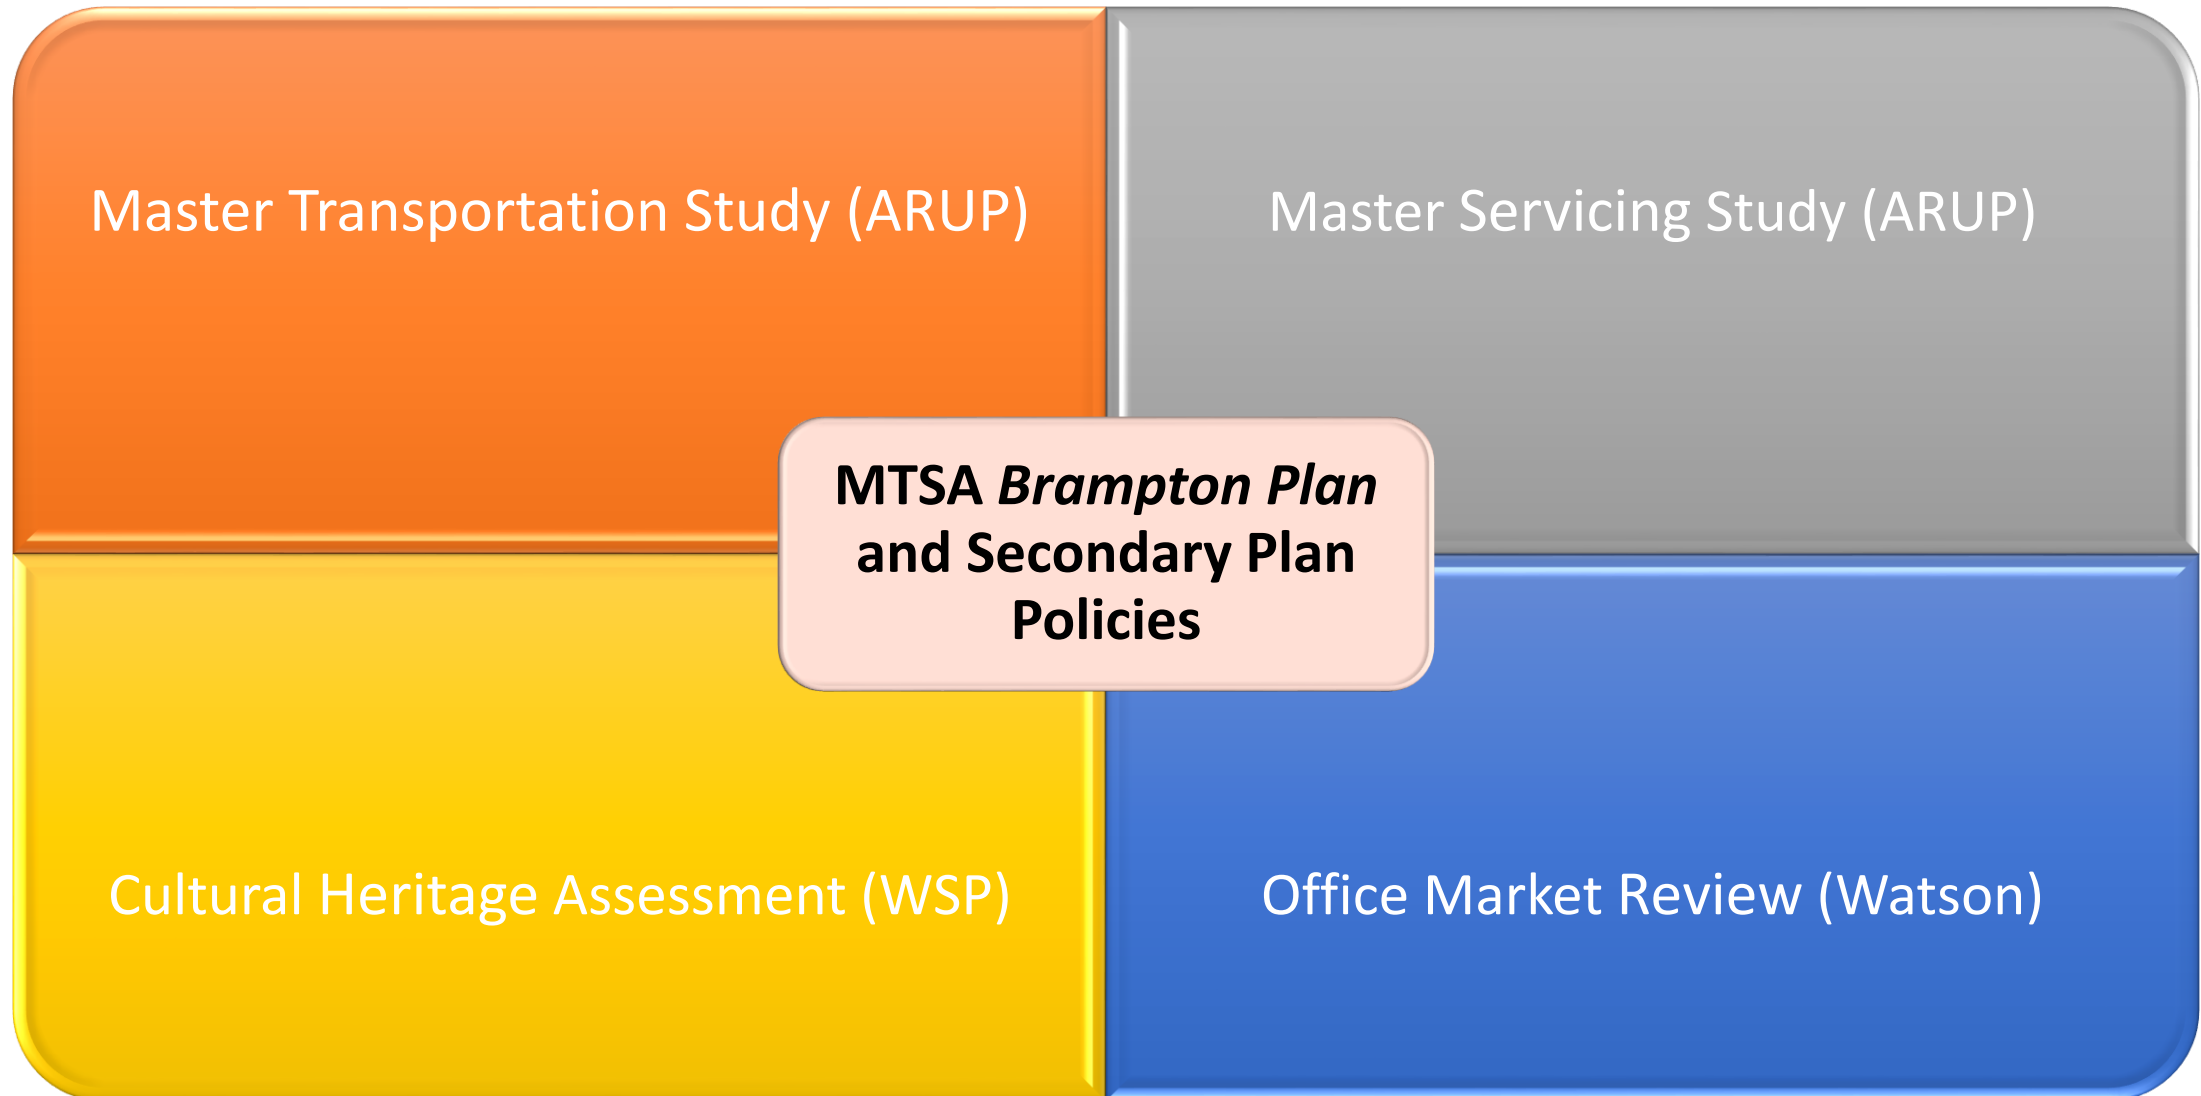 Master Transportation Study (ARUP)
Master Servicing Study (ARUP)
MTSA Brampton Plan
and Secondary Plan
Policies
Cultural Heritage Assessment (WSP)
Office Market Review (Watson)